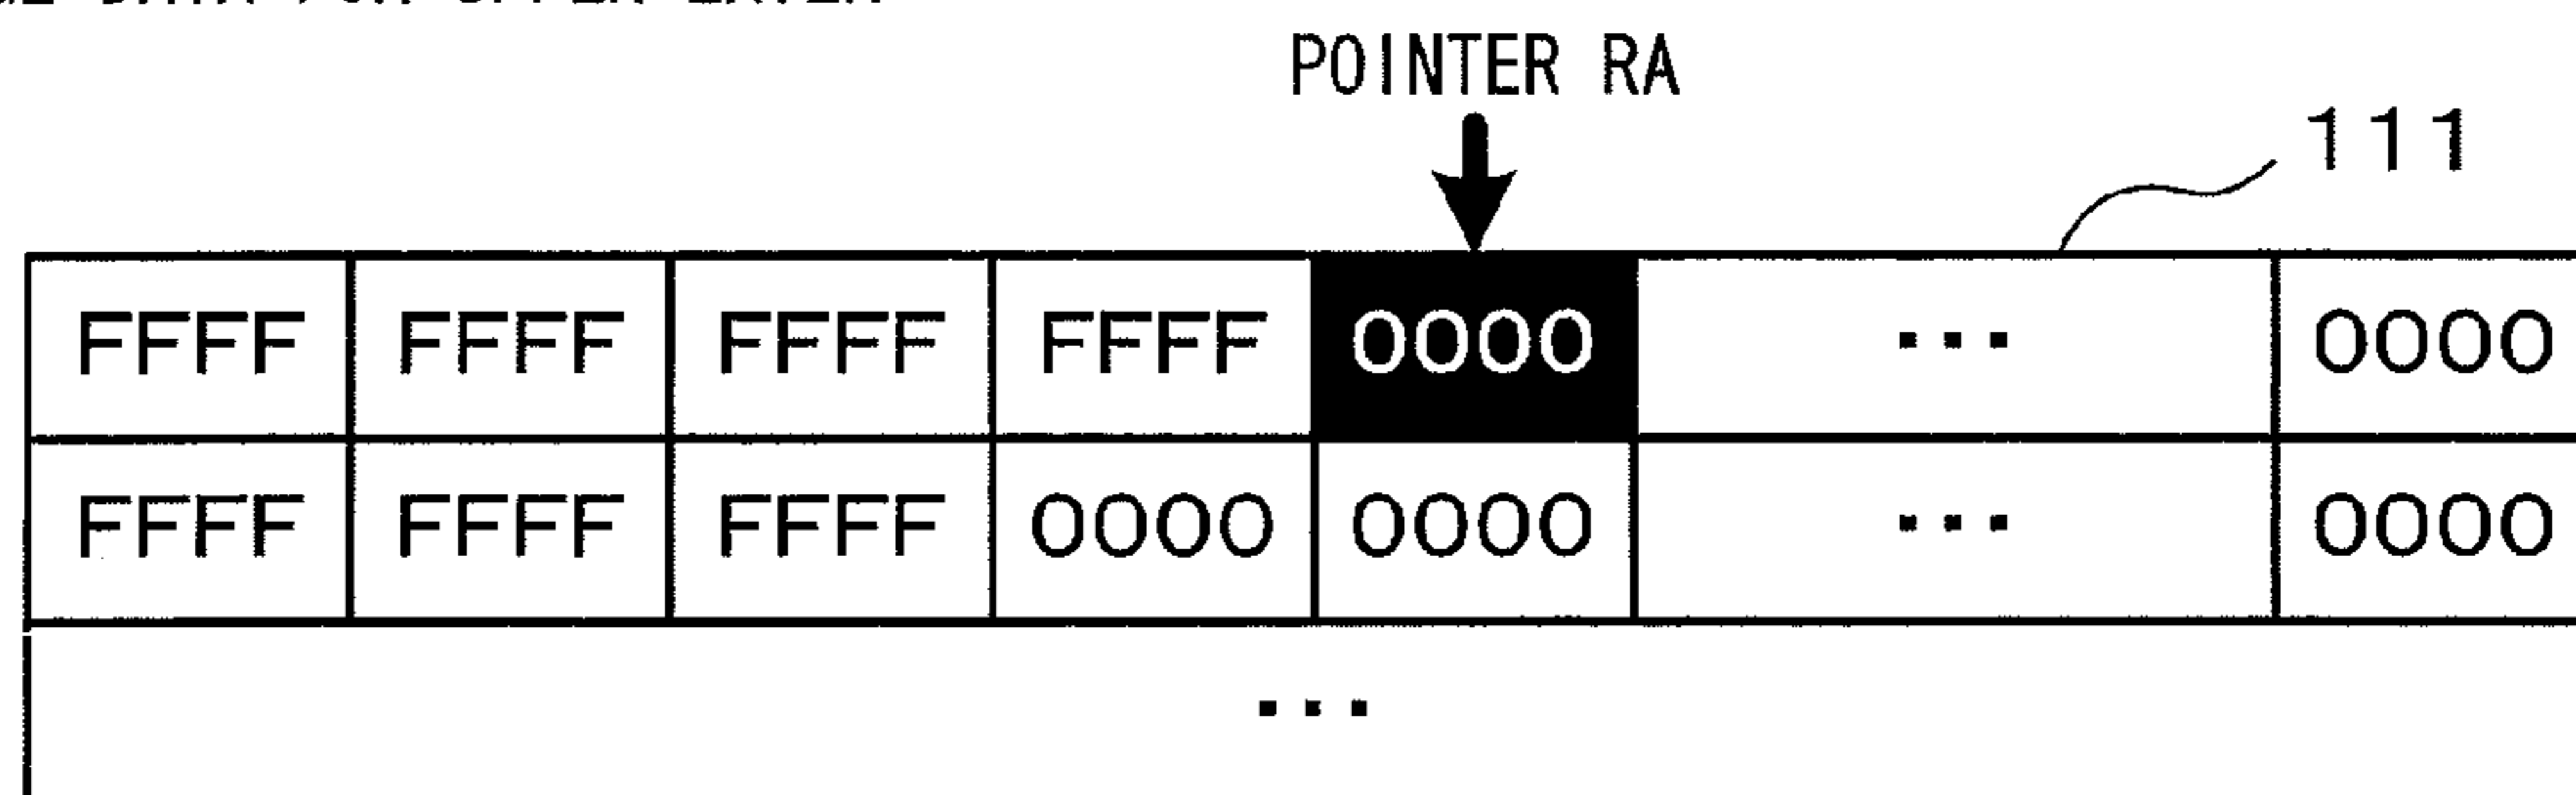 POINTER RA
111
FFFF FFFF FFFF FFFF 0000 ... 0000
FFFF FFFF FFFF 0000 0000 ... 0000
...